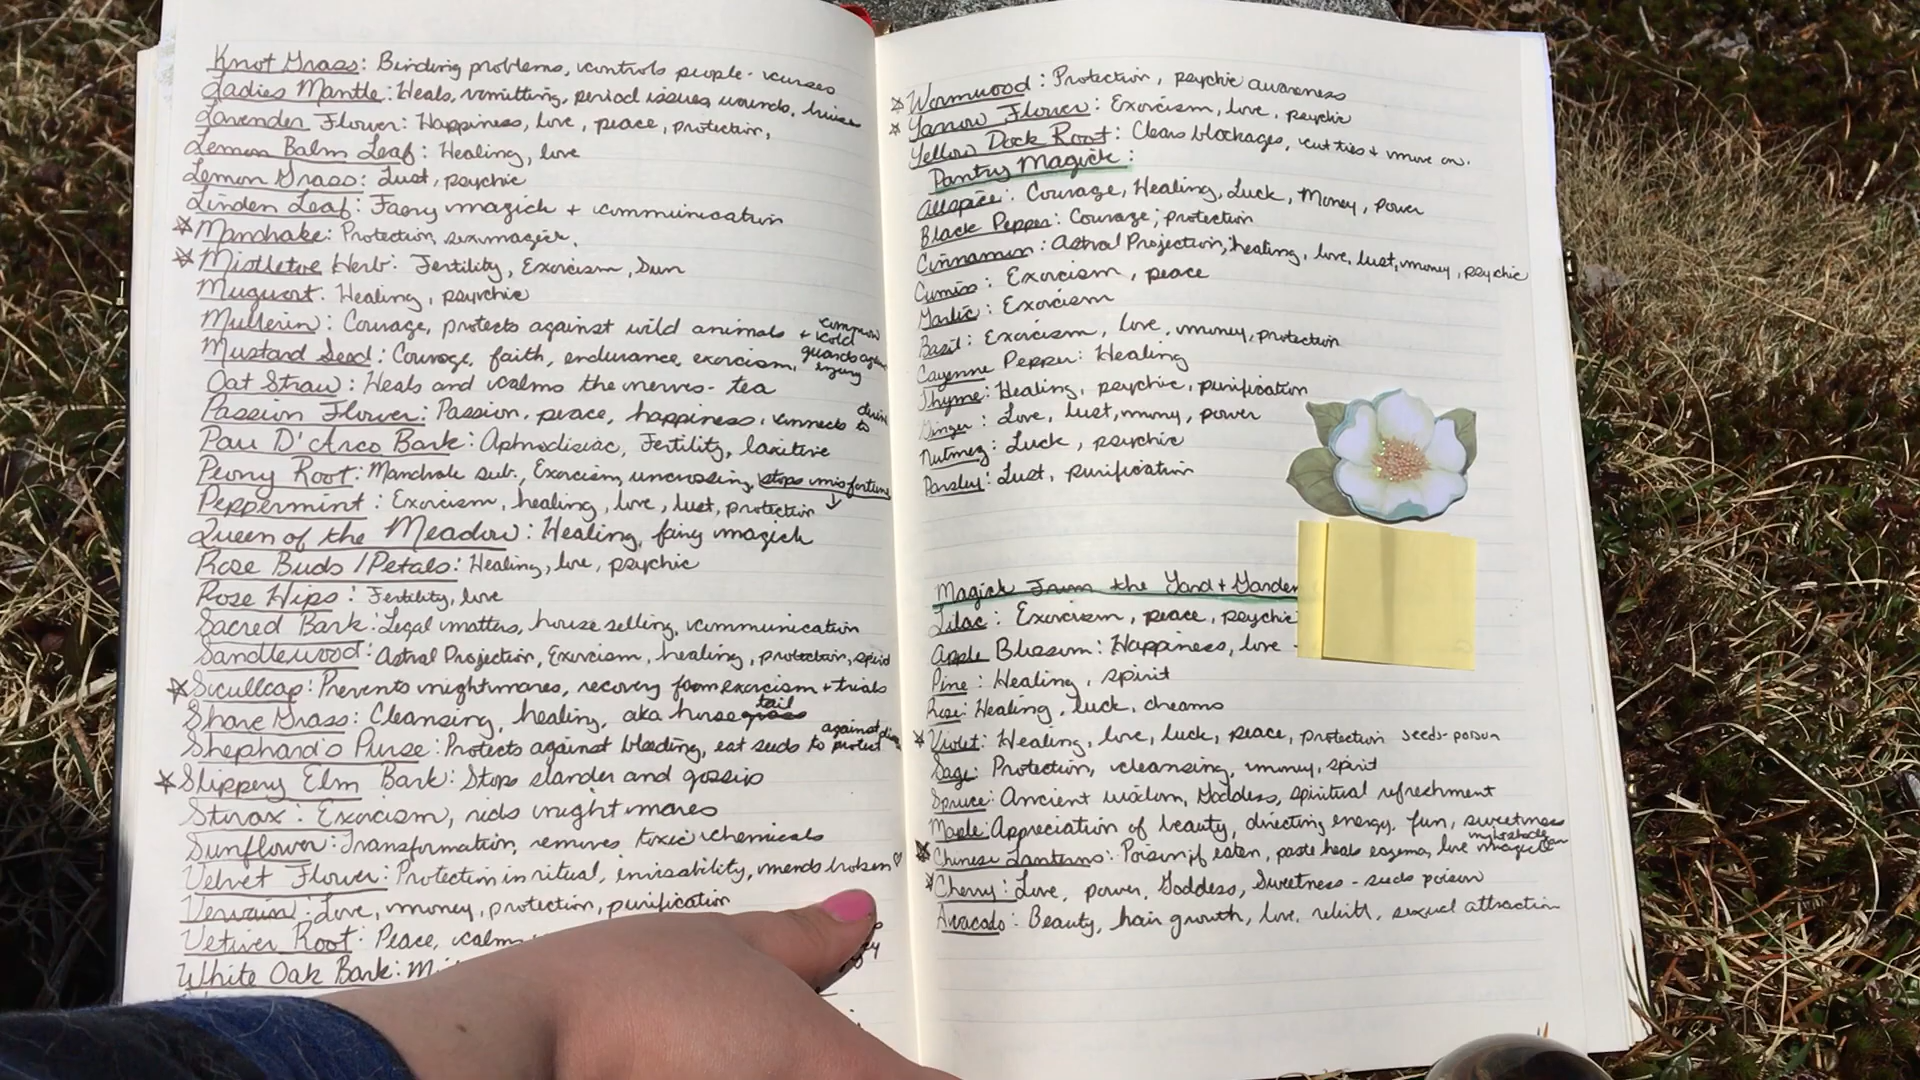 Knot Grass: Binding problems, controls people - curses
Ladies Mantle: Heals, vomitting, period issues, wounds, bruises
Lavender Flower: Happiness, love, peace, protection,
Lemon Balm Leaf: Healing, love
Lemon Grass: Lust, psychic
Linden Leaf: Faery magick + communication
Mandrake: Protection, sex magick.
Mistletoe Herb: Fertility, Exorcism, Sun
Mugwort: Healing, psychic
Mullerin: Courage, protects against wild animals + cold
Mustard Seed: Courage, faith, endurance, exorcism, guards again injury
Oat Straw: Heals and calms the nerves - tea
Passion Flower: Passion, peace, happiness, connects to
Pau D'Arco Bark: Aphrodisiac, Fertility, laxitive
Peony Root: Mandrake sub., Exorcism, uncrossing, stops misfortune
Peppermint: Exorcism, healing, love, lust, protection
Queen of the Meadow: Healing, fairy magick
Rose Buds/Petals: Healing, love, psychic
Rose Hips: Fertility, love
Sacred Bark: Legal matters, house selling, communication
Sandlewood: Astral Projection, Exorcism, healing, protection, spirit
Scullcap: Prevents nightmares, recovery from exorcism + trials
Shave Grass: Cleansing, healing, aka horse tail
Shephard's Purse: Protects against bleeding, eat seeds to protect against
Slippery Elm Bark: Stops slander and gossip
Storax: Exorcism, rids nightmares
Sunflower: Transformation, removes toxic chemicals
Velvet Flower: Protection in ritual, invisability, mends broken ♡
Vervain: Love, money, protection, purification
Vetiver Root: Peace, calms
White Oak Bark:
Wormwood: Protection, psychic awareness
Yarrow Flower: Exorcism, love, psychic
Yellow Dock Root: Clears blockages, cut ties + move on.
Pantry Magick:
Allspice: Courage, Healing, Luck, Money, power
Black Pepper: Courage, protection
Cinnamun: Astral Projection, healing, love, lust, money, psychic
Cumin: Exorcism, peace
Garlic: Exorcism
Basil: Exorcism, love, money, protection
Cayenne Pepper: Healing
Thyme: Healing, psychic, purification
Ginger: Love, lust, money, power
Nutmeg: Luck, psychic
Parsley: Lust, purification
Magick From the Yard + Garden
Lilac: Exorcism, peace, psychic
Apple Blossum: Happiness, love -
Pine: Healing, spirit
Rose: Healing, luck, dreams
Violet: Healing, love, luck, peace, protection seeds-poison
Sage: Protection, cleansing, money, spirit
Spruce: Ancient wisdom, Goddess, spiritual refreshment
Maple: Appreciation of beauty, directing energy, fun, sweetness
Chinese Lanterns: Poison if eaten, paste heals eczema, love magick
Cherry: Love, power, Goddess, Sweetness - seeds poison
Avacado: Beauty, hair growth, love, rebirth, sexual attraction